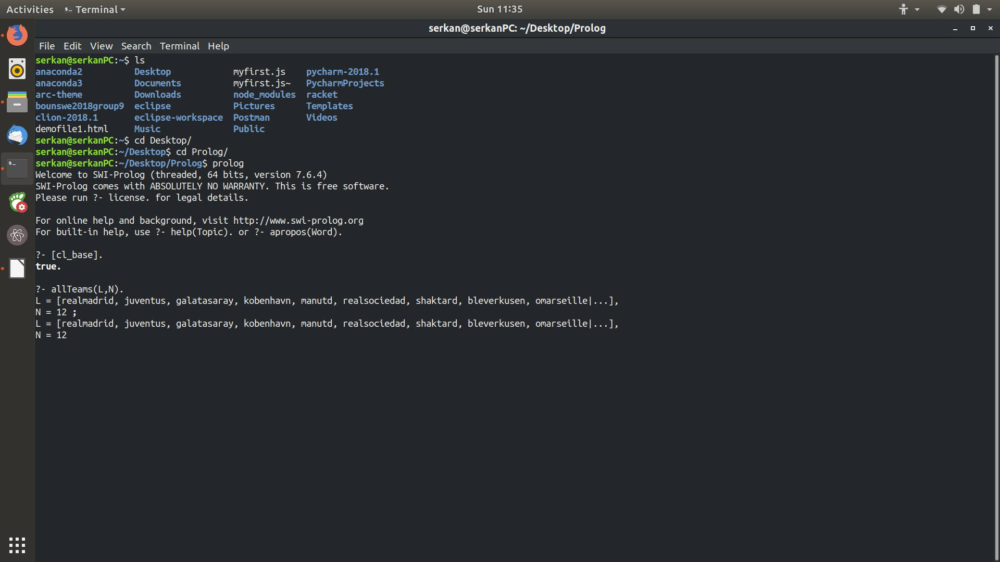 Activities Terminal Sun 11:35
serkan@serkanPC: ~/Desktop/Prolog
File Edit View Search Terminal Help
serkan@serkanPC:~$ ls
anaconda2 Desktop myfirst.js pycharm-2018.1
anaconda3 Documents myfirst.js~ PycharmProjects
arc-theme Downloads node_modules racket
bounswe2018group9 eclipse Pictures Templates
clion-2018.1 eclipse-workspace Postman Videos
demofile1.html Music Public
serkan@serkanPC:~$ cd Desktop/
serkan@serkanPC:~/Desktop$ cd Prolog/
serkan@serkanPC:~/Desktop/Prolog$ prolog
Welcome to SWI-Prolog (threaded, 64 bits, version 7.6.4)
SWI-Prolog comes with ABSOLUTELY NO WARRANTY. This is free software.
Please run ?- license. for legal details.
For online help and background, visit http://www.swi-prolog.org
For built-in help, use ?- help(Topic). or ?- apropos(Word).
?- [cl_base].
true.
?- allTeams(L,N).
L = [realmadrid, juventus, galatasaray, kobenhavn, manutd, realsociedad, shaktard, bleverkusen, omarseille|...],
N = 12 ;
L = [realmadrid, juventus, galatasaray, kobenhavn, manutd, realsociedad, shaktard, bleverkusen, omarseille|...],
N = 12